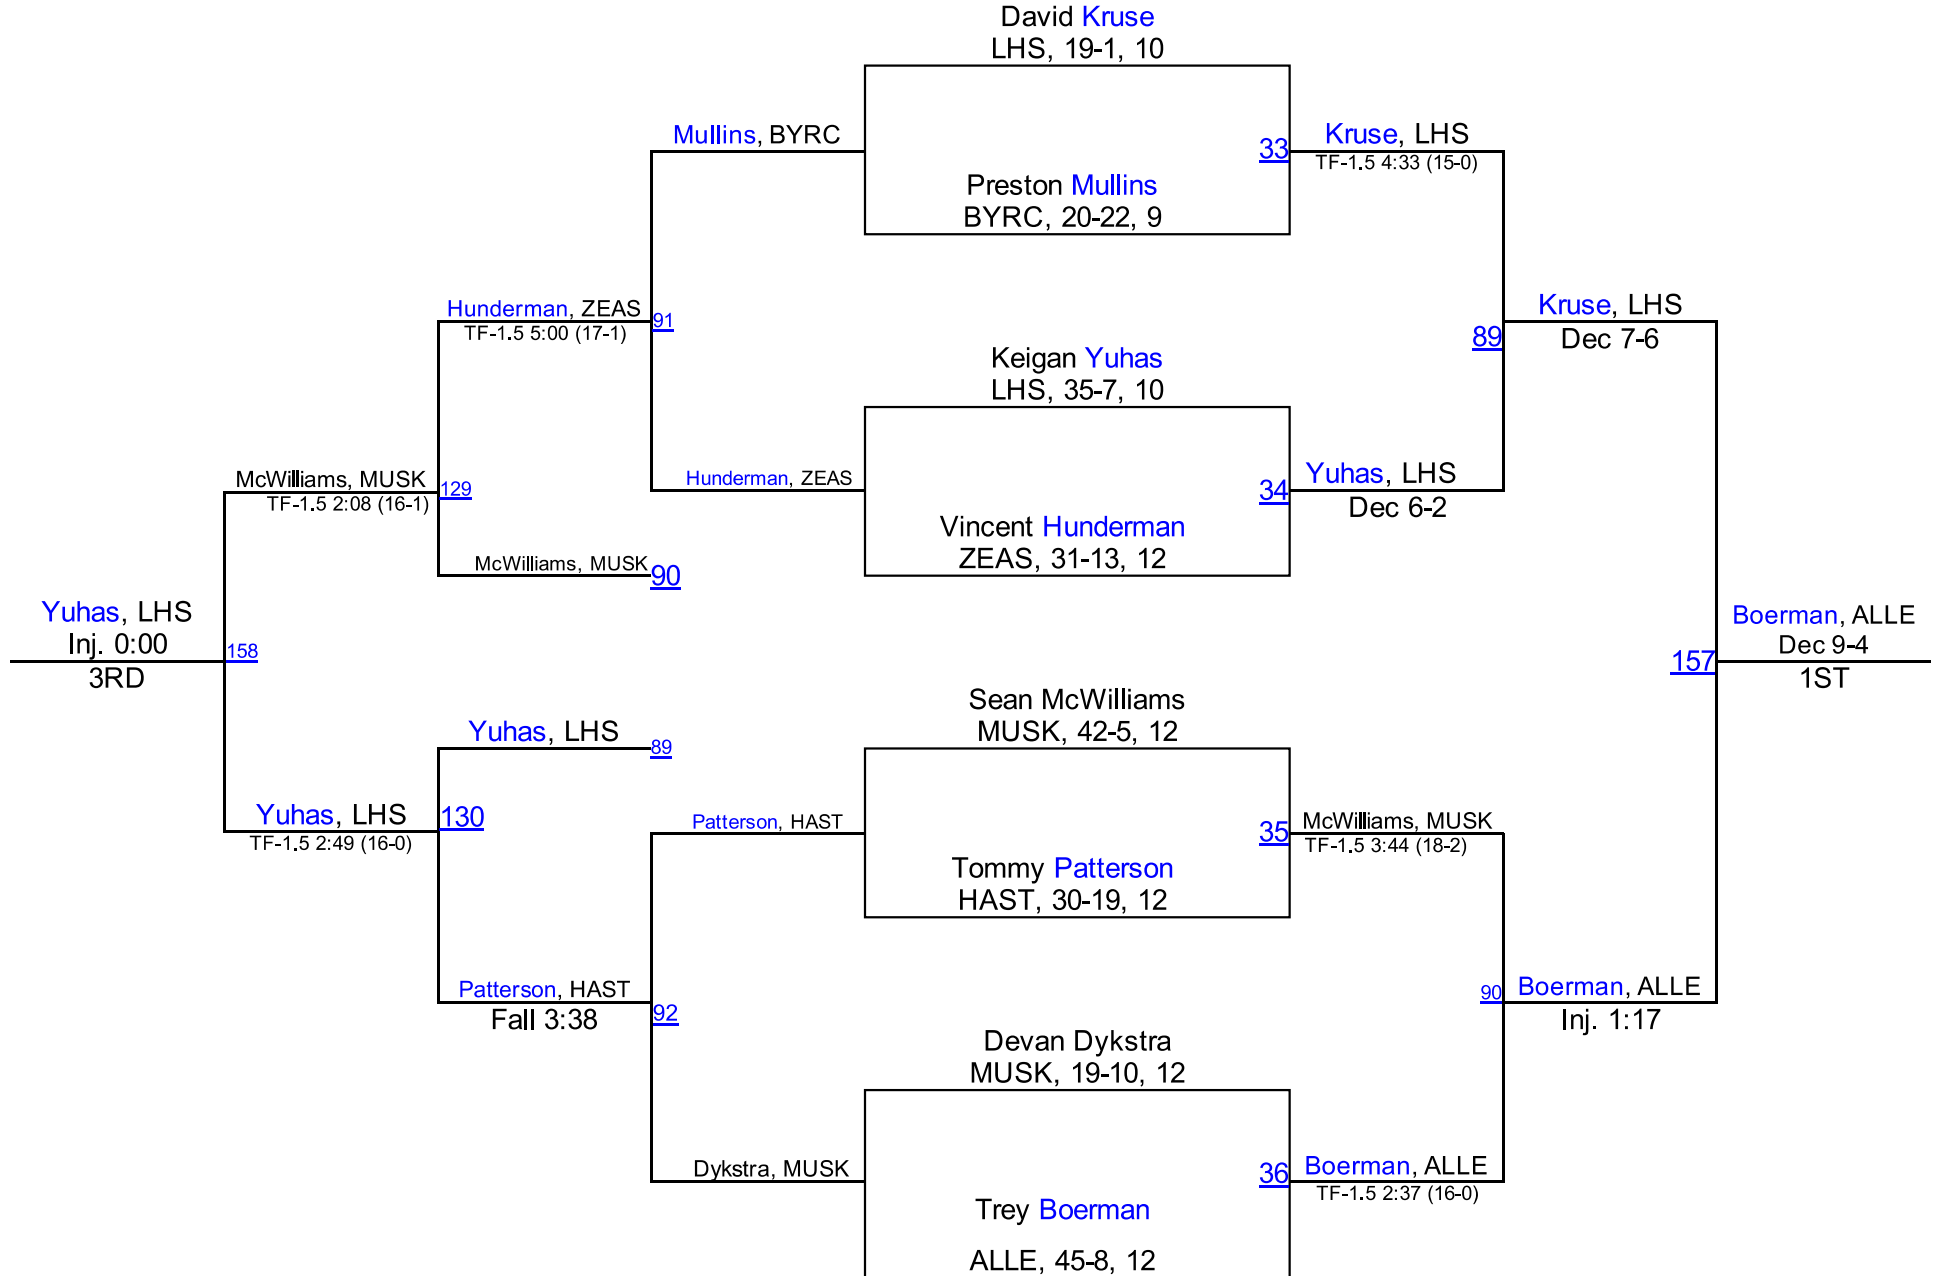 David Kruse
LHS, 19-1, 10
Mullins, BYRC
33
Kruse, LHS
TF-1.5 4:33 (15-0)
Preston Mullins
BYRC, 20-22, 9
Hunderman, ZEAS
TF-1.5 5:00 (17-1)
91
Kruse, LHS
Dec 7-6
89
Keigan Yuhas
LHS, 35-7, 10
McWilliams, MUSK
TF-1.5 2:08 (16-1)
129
Hunderman, ZEAS
34
Yuhas, LHS
Dec 6-2
Vincent Hunderman
ZEAS, 31-13, 12
McWilliams, MUSK
90
Yuhas, LHS
Inj. 0:00
3RD
158
157
Boerman, ALLE
Dec 9-4
1ST
Sean McWilliams
MUSK, 42-5, 12
Yuhas, LHS
89
Yuhas, LHS
TF-1.5 2:49 (16-0)
130
Patterson, HAST
35
McWilliams, MUSK
TF-1.5 3:44 (18-2)
Tommy Patterson
HAST, 30-19, 12
Patterson, HAST
Fall 3:38
92
90
Boerman, ALLE
Inj. 1:17
Devan Dykstra
MUSK, 19-10, 12
Dykstra, MUSK
36
Boerman, ALLE
TF-1.5 2:37 (16-0)
Trey Boerman
ALLE, 45-8, 12